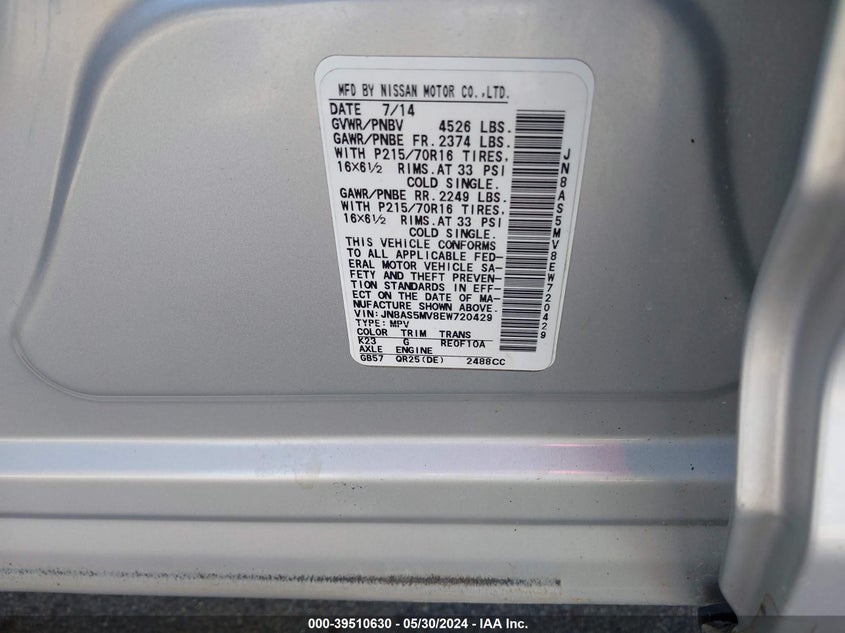 MFD BY NISSAN MOTOR CO.,LTD.
DATE 7/14
GVWR/PNBV 4526 LBS.
GAWR/PNBE FR. 2374 LBS.
WITH P215/70R16 TIRES,
16X6½ RIMS. AT 33 PSI
COLD SINGLE.
GAWR/PNBE RR. 2249 LBS.
WITH P215/70R16 TIRES,
16X6½ RIMS. AT 33 PSI
COLD SINGLE.
THIS VEHICLE CONFORMS
TO ALL APPLICABLE FED-
ERAL MOTOR VEHICLE SA-
FETY AND THEFT PREVEN-
TION STANDARDS IN EFF-
ECT ON THE DATE OF MA-
NUFACTURE SHOWN ABOVE.
VIN: JN8AS5MV8EW720429
TYPE: MPV
COLOR TRIM TRANS
K23 G RE0F10A
AXLE ENGINE
GB57 QR25(DE) 2488CC
JN8AS5MV8EW720429
000-39510630 - 05/30/2024 - IAA Inc.